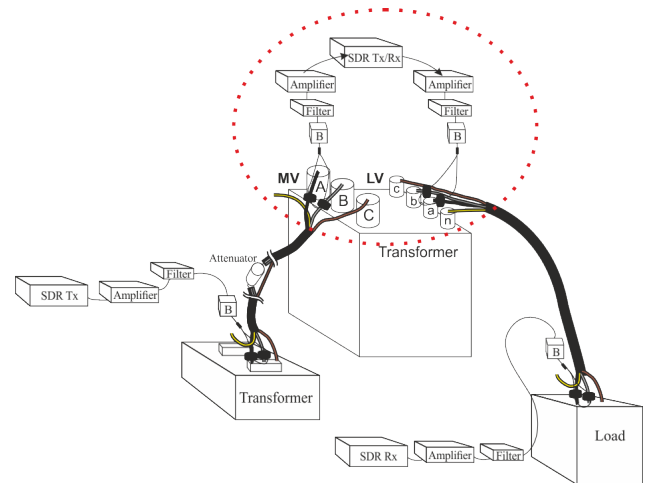 SDR Tx/Rx
Amplifier
Amplifier
Filter
Filter
B
B
MV
LV
A
B
C
c
b
a
n
Transformer
Attenuator
Filter
SDR Tx
Amplifier
B
B
Transformer
Load
SDR Rx
Amplifier
Filter